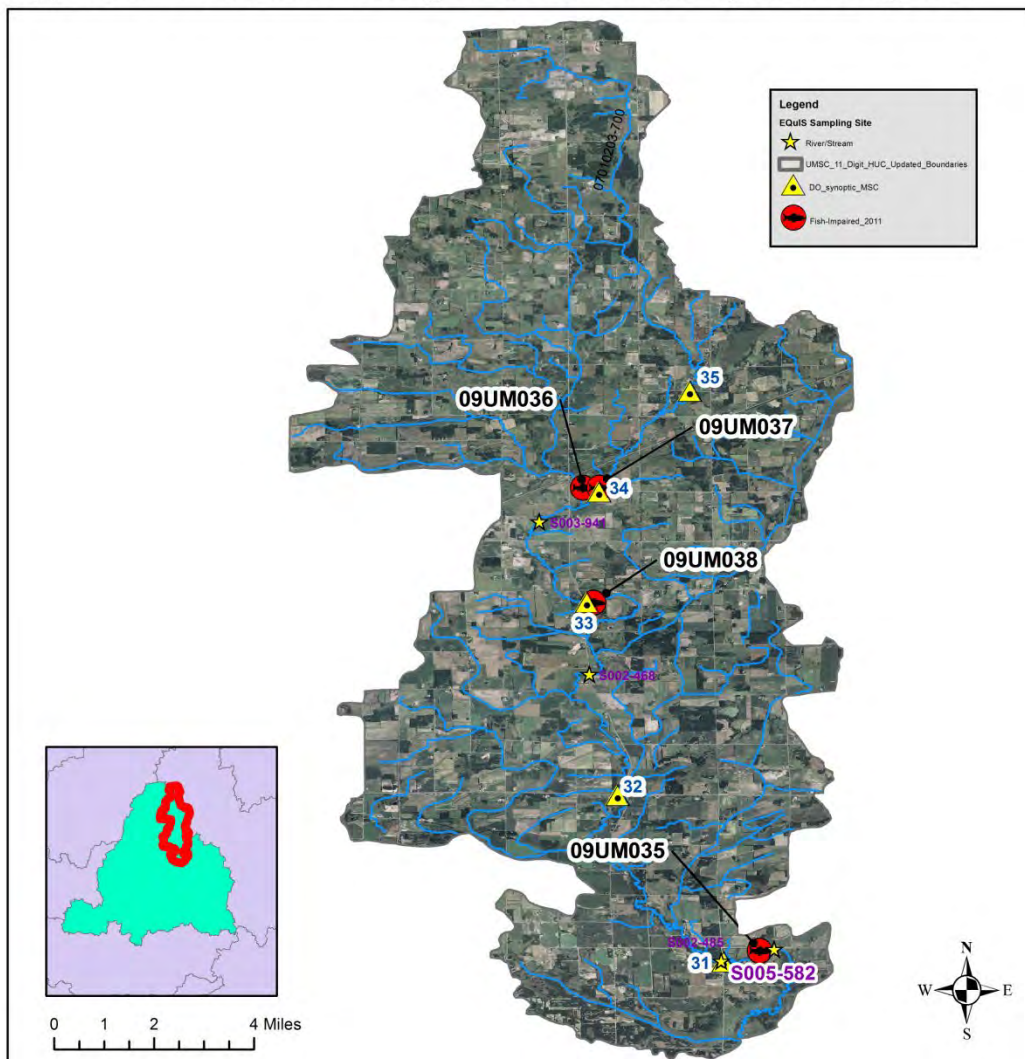 Legend
EQuIS Sampling Site
River/Stream
UMSC_11_Digit_HUC_Updated_Boundaries
DO_synoptic_MSC
Fish-Impaired_2011
07010203-700
35
09UM036
09UM037
34
S003-941
09UM038
33
S002-468
32
09UM035
S002-485
31
S005-582
0 1 2 4 Miles
N
W E
S